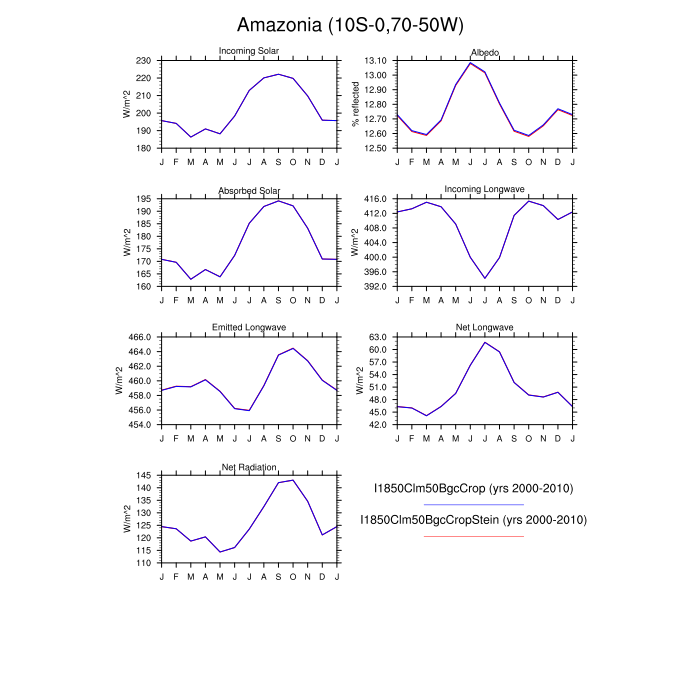 Amazonia (10S-0,70-50W)
Incoming Solar
W/m^2
230
220
210
200
190
180
J F M A M J J A S O N D J
Albedo
% reflected
13.10
13.00
12.90
12.80
12.70
12.60
12.50
J F M A M J J A S O N D J
Absorbed Solar
W/m^2
195
190
185
180
175
170
165
160
J F M A M J J A S O N D J
Incoming Longwave
W/m^2
416.0
412.0
408.0
404.0
400.0
396.0
392.0
J F M A M J J A S O N D J
Emitted Longwave
W/m^2
466.0
464.0
462.0
460.0
458.0
456.0
454.0
J F M A M J J A S O N D J
Net Longwave
W/m^2
63.0
60.0
57.0
54.0
51.0
48.0
45.0
42.0
J F M A M J J A S O N D J
Net Radiation
W/m^2
145
140
135
130
125
120
115
110
J F M A M J J A S O N D J
I1850Clm50BgcCrop (yrs 2000-2010)
I1850Clm50BgcCropStein (yrs 2000-2010)